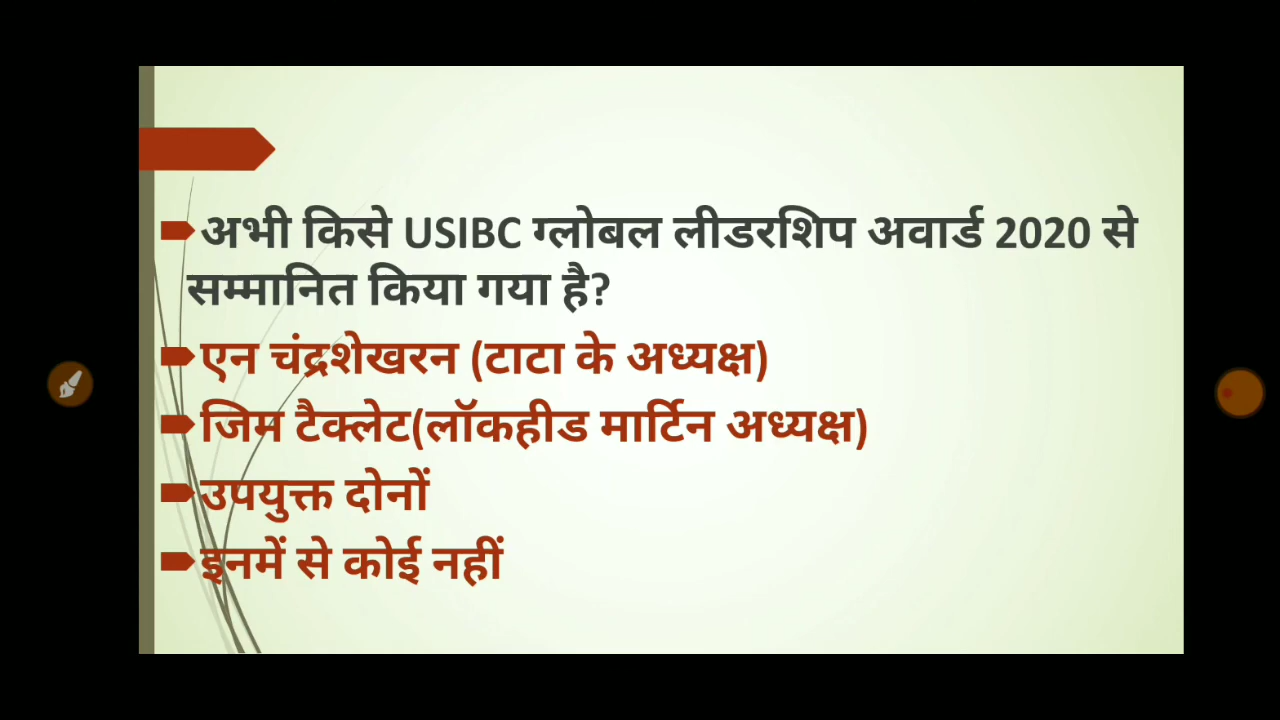 अभी किसे USIBC ग्लोबल लीडरशिप अवार्ड 2020 से
सम्मानित किया गया है?
एन चंद्रशेखरन (टाटा के अध्यक्ष)
जिम टैक्लेट(लॉकहीड मार्टिन अध्यक्ष)
उपयुक्त दोनों
इनमें से कोई नहीं